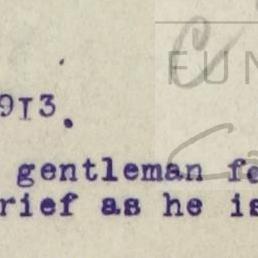 FUN
913.
gentleman fe
rief as he is